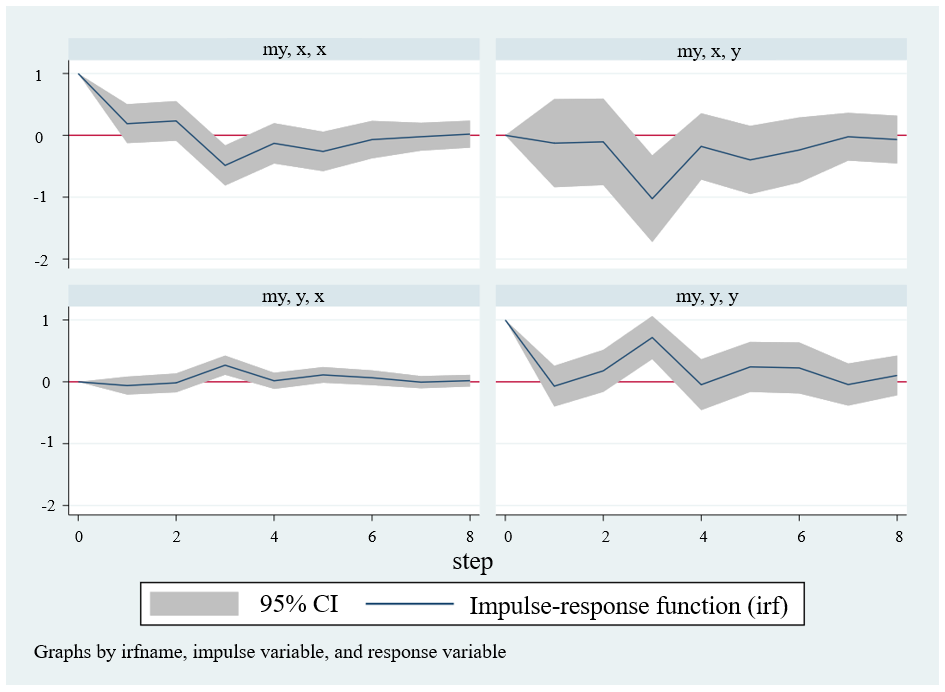 my, x, x
my, x, y
1
0
-1
-2
my, y, x
my, y, y
1
0
-1
-2
0 2 4 6 8 0 2 4 6 8
step
95% CI Impulse-response function (irf)
Graphs by irfname, impulse variable, and response variable